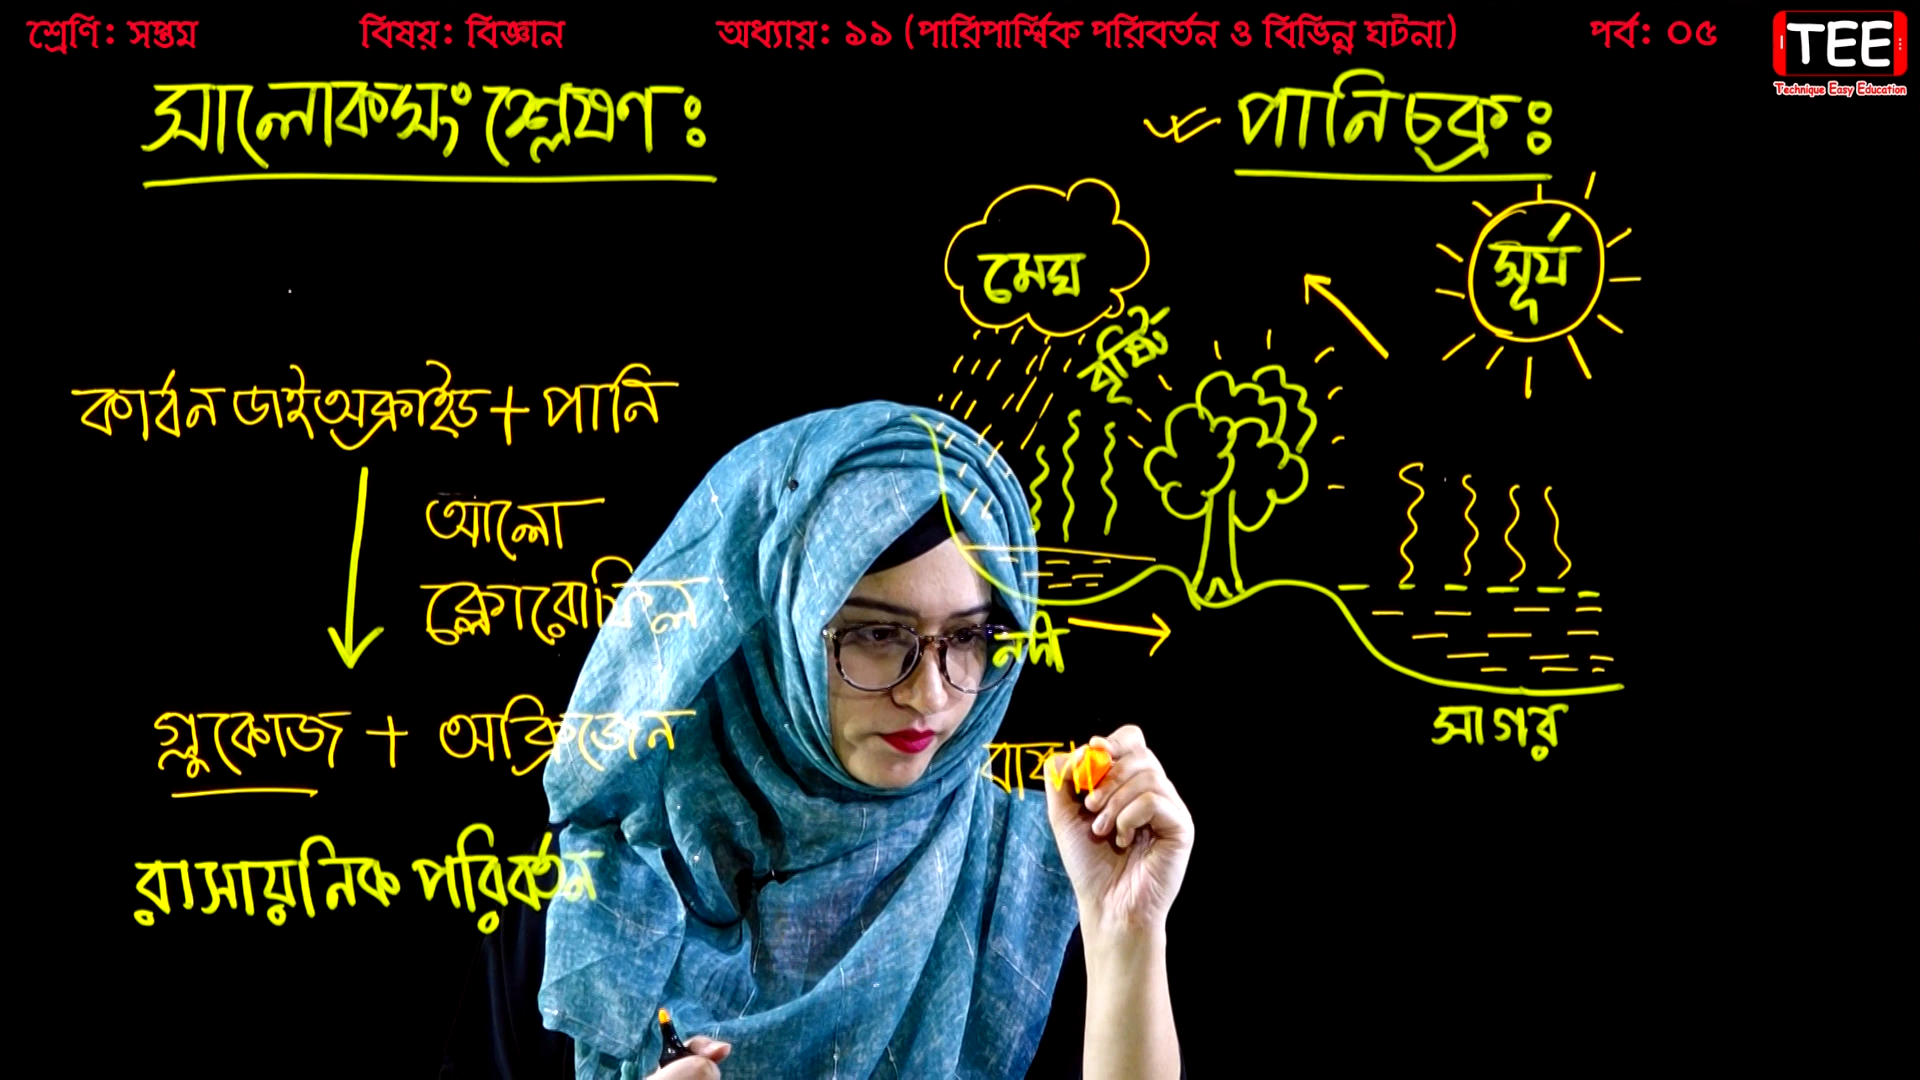 শ্রেণি: সপ্তম
বিষয়: বিজ্ঞান
অধ্যায়: ১১ (পারিপার্শ্বিক পরিবর্তন ও বিভিন্ন ঘটনা)
পর্ব: ০৫
TEE
Technique Easy Education
সালোকসংশ্লেষণঃ
কার্বন ডাইঅক্সাইড + পানি
আলো
ক্লোরোফিল
গ্লুকোজ + অক্সিজেন
রাসায়নিক পরিবর্তন
পানিচক্রঃ
মেঘ
সূর্য
বৃষ্টি
নদী
সাগর